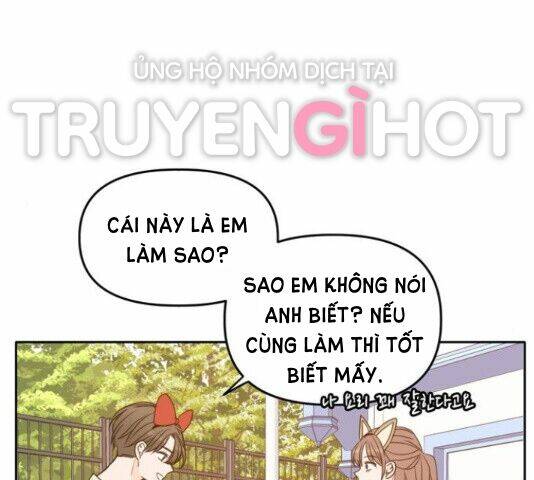 ỦNG HỘ NHÓM DỊCH TẠI
TRUYENGÌHOT
CÁI NÀY LÀ EM
LÀM SAO?
SAO EM KHÔNG NÓI
ANH BIẾT? NẾU
CÙNG LÀM THÌ TỐT
BIẾT MẤY.
나 요리 꽤 잘한다고요